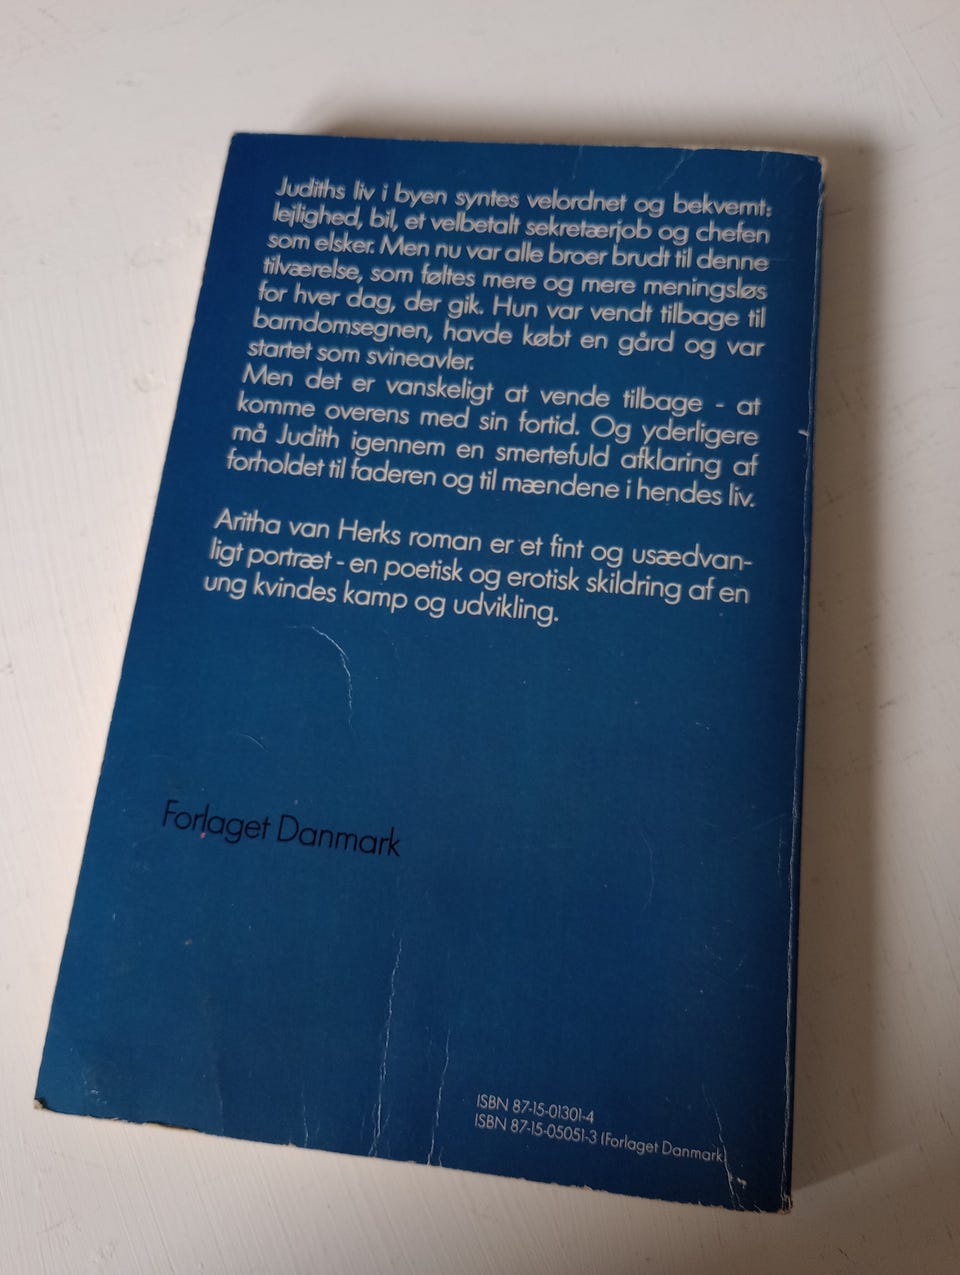 Judiths liv i byen syntes velordnet og bekvemt:
lejlighed, bil, et velbetalt sekretærjob og chefen
som elsker. Men nu var alle broer brudt til denne
tilværelse, som føltes mere og mere meningsløs
for hver dag, der gik. Hun var vendt tilbage til
barndomsegnen, havde købt en gård og var
startet som svineavler.
Men det er vanskeligt at vende tilbage - at
komme overens med sin fortid. Og yderligere
må Judith igennem en smertefuld afklaring af
forholdet til faderen og til mændene i hendes liv.
Aritha van Herks roman er et fint og usædvan-
ligt portræt - en poetisk og erotisk skildring af en
ung kvindes kamp og udvikling.
Forlaget Danmark
ISBN 87-15-01301-4
ISBN 87-15-05051-3 (Forlaget Danmark)